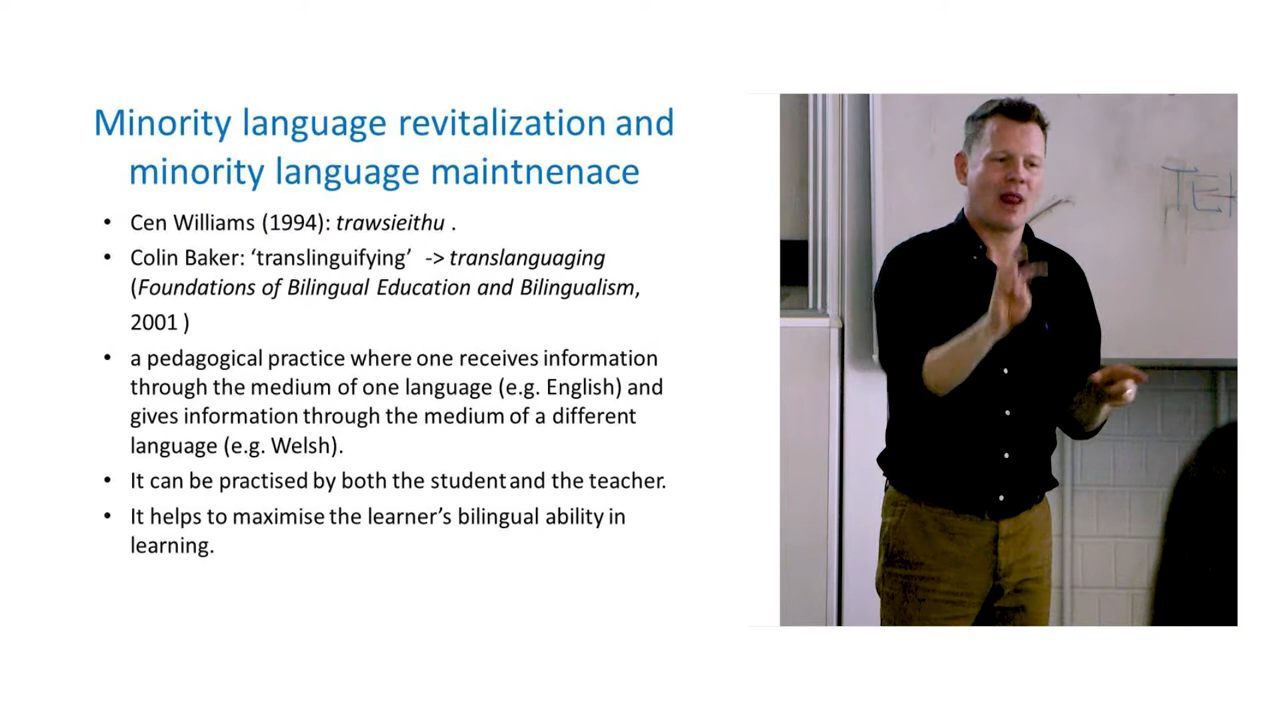 Minority language revitalization and
minority language maintnenace
• Cen Williams (1994): trawsieithu .
• Colin Baker: ‘translinguifying’ -> translanguaging
(Foundations of Bilingual Education and Bilingualism,
2001 )
• a pedagogical practice where one receives information
through the medium of one language (e.g. English) and
gives information through the medium of a different
language (e.g. Welsh).
• It can be practised by both the student and the teacher.
• It helps to maximise the learner’s bilingual ability in
learning.